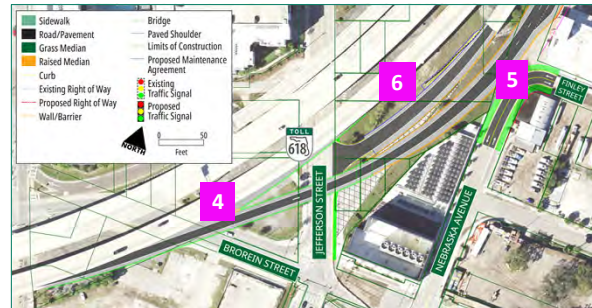 Sidewalk
Road/Pavement
Grass Median
Raised Median
Curb
Existing Right of Way
Proposed Right of Way
Wall/Barrier
Bridge
Paved Shoulder
Limits of Construction
Proposed Maintenance
Agreement
Existing
Traffic Signal
Proposed
Traffic Signal
NORTH
0 50
Feet
6
5
FINLEY
STREET
TOLL
618
4
JEFFERSON STREET
NEBRASKA AVENUE
BROREIN STREET